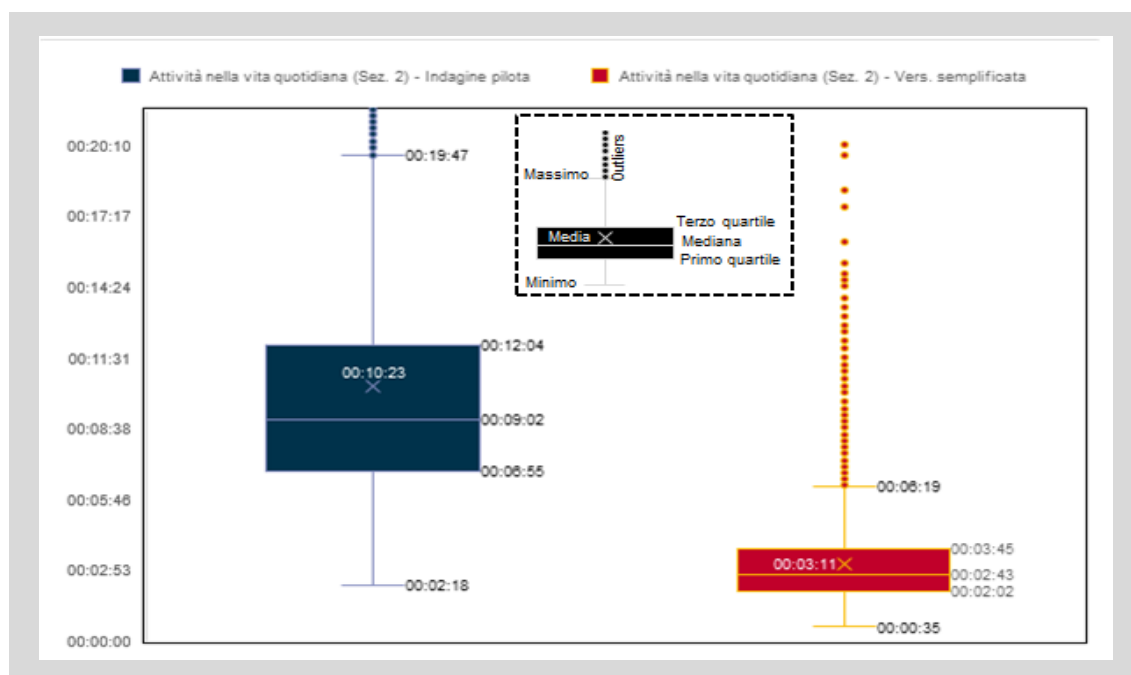 Attività nella vita quotidiana (Sez. 2) - Indagine pilota
Attività nella vita quotidiana (Sez. 2) - Vers. semplificata
00:20:10
00:17:17
00:14:24
00:11:31
00:08:38
00:05:46
00:02:53
00:00:00
00:19:47
00:12:04
00:10:23
00:09:02
00:06:55
00:02:18
Outliers
Massimo
Terzo quartile
Media
Mediana
Primo quartile
Minimo
00:06:19
00:03:45
00:03:11
00:02:43
00:02:02
00:00:35